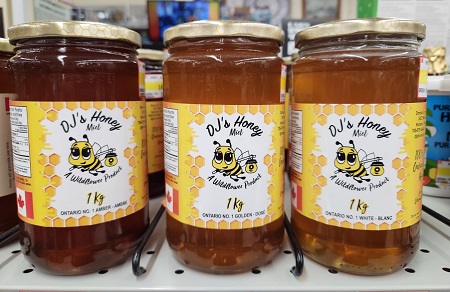 DJ's Honey
Miel
A Wildflower Product
1 Kg
ONTARIO NO. 1 AMBER - AMBRÉ
DJ's Honey
Miel
A Wildflower Product
1 Kg
ONTARIO NO. 1 GOLDEN - DORÉ
DJ's Honey
Miel
A Wildflower Product
1 Kg
ONTARIO NO. 1 WHITE - BLANC